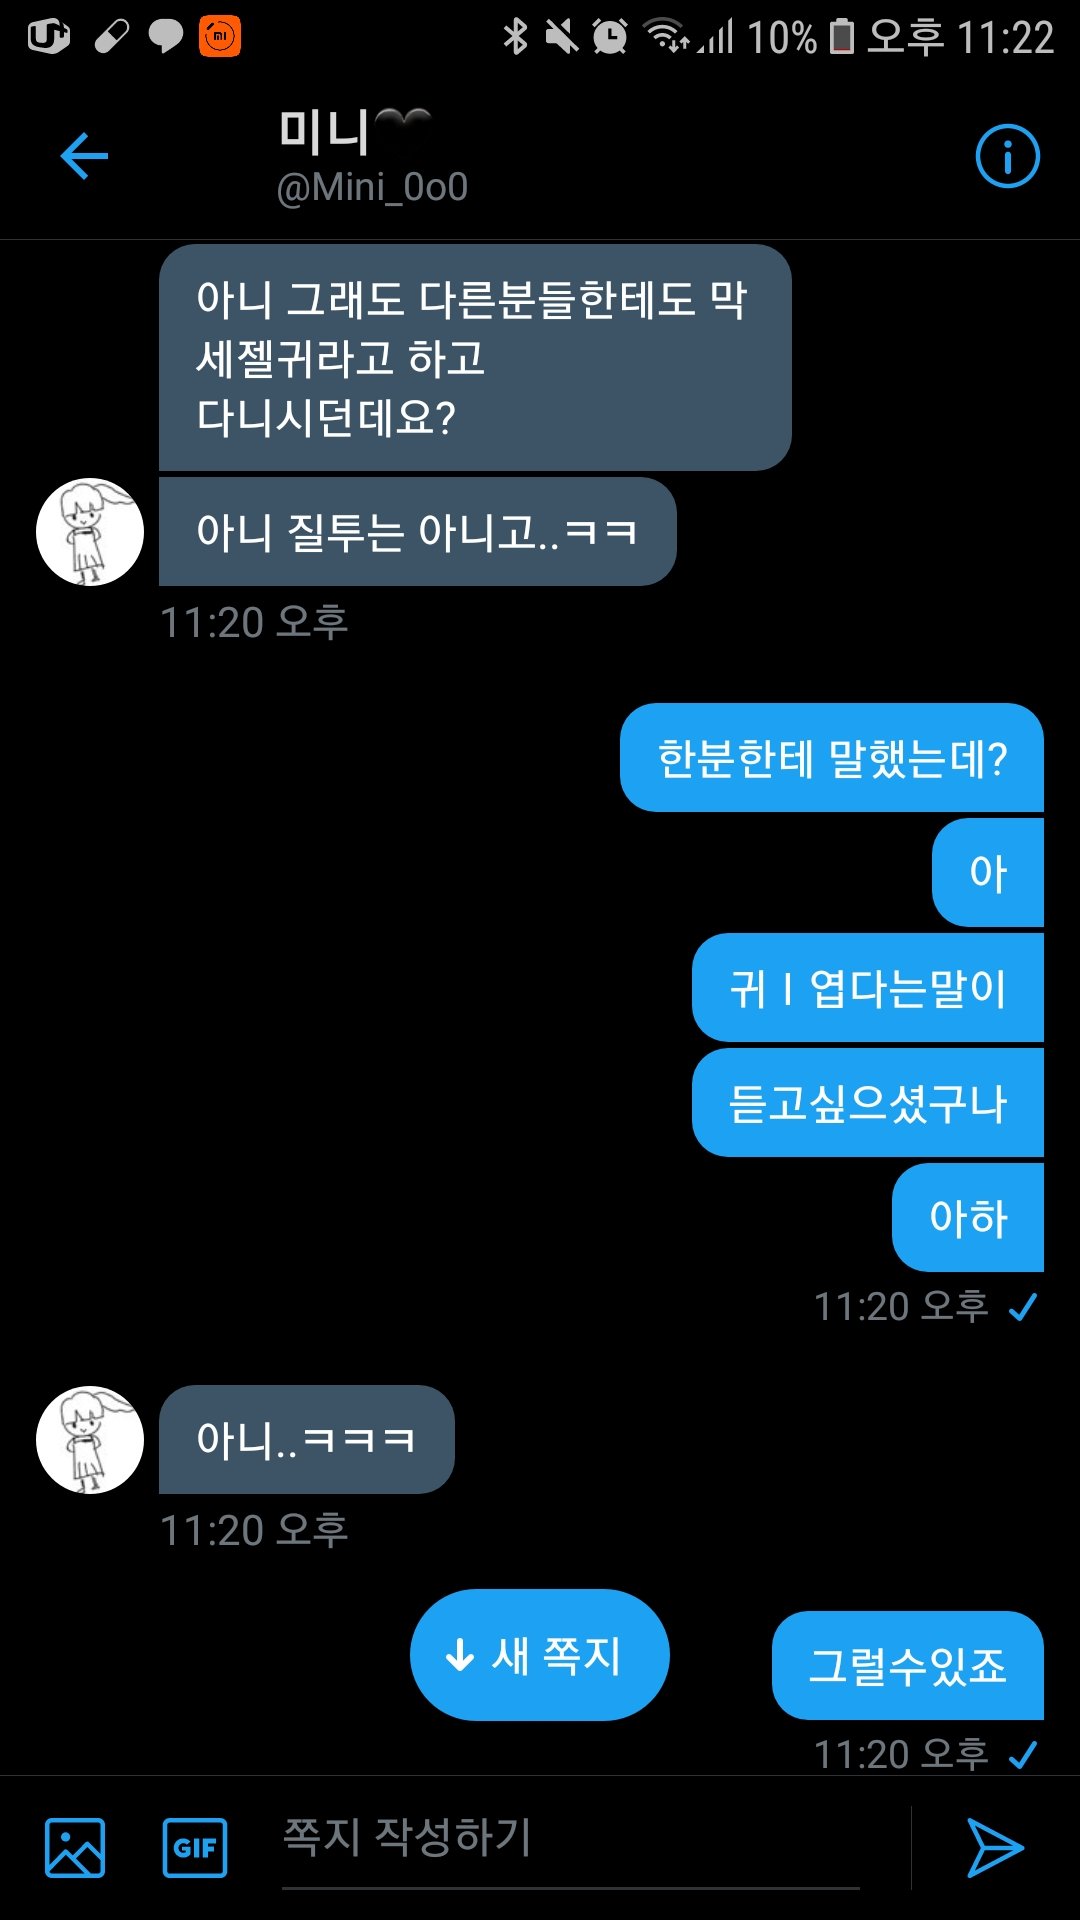 U+
mi
10%
오후 11:22
미니🖤
@Mini_0o0
아니 그래도 다른분들한테도 막
세젤귀라고 하고
다니시던데요?
아니 질투는 아니고..ㅋㅋ
11:20 오후
한분한테 말했는데?
아
귀ㅣ엽다는말이
듣고싶으셨구나
아하
11:20 오후
아니..ㅋㅋㅋ
11:20 오후
새 쪽지
그럴수있죠
11:20 오후
GIF
쪽지 작성하기